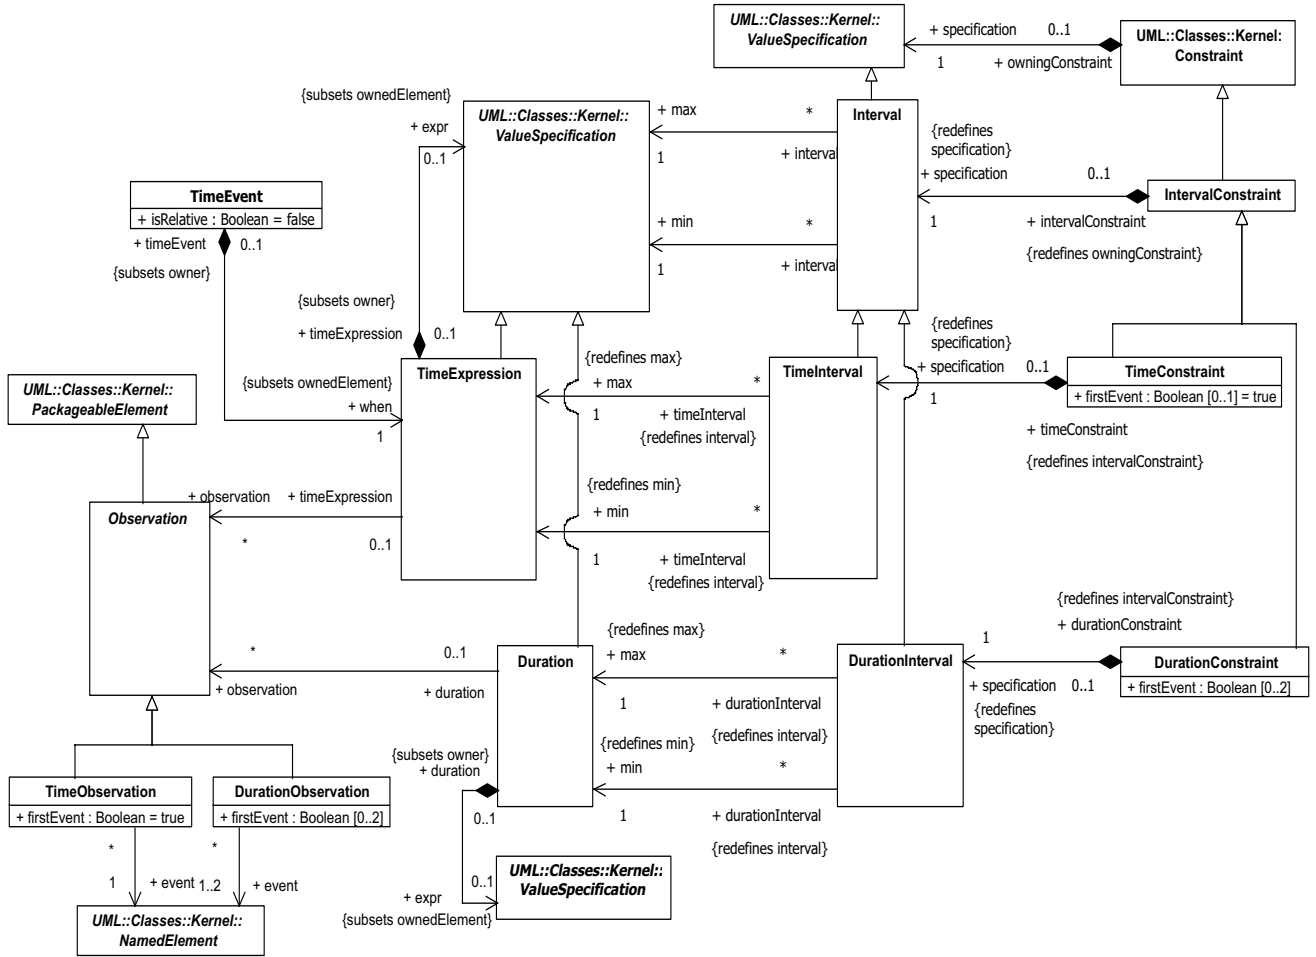 UML::Classes::Kernel::
ValueSpecification
+ specification
0..1
1
+ owningConstraint
UML::Classes::Kernel:
Constraint
{subsets ownedElement}
+ expr
0..1
UML::Classes::Kernel::
ValueSpecification
+ max
*
1
+ interval
Interval
{redefines
specification}
+ specification
0..1
1
+ intervalConstraint
{redefines owningConstraint}
IntervalConstraint
TimeEvent
+ isRelative : Boolean = false
+ timeEvent
0..1
{subsets owner}
+ min
*
1
+ interval
{subsets owner}
+ timeExpression
0..1
{redefines
specification}
+ specification
0..1
1
TimeConstraint
+ firstEvent : Boolean [0..1] = true
+ timeConstraint
{redefines intervalConstraint}
UML::Classes::Kernel::
PackageableElement
{subsets ownedElement}
+ when
1
TimeExpression
{redefines max}
+ max
*
1
+ timeInterval
{redefines interval}
TimeInterval
{redefines min}
+ min
*
1
+ timeInterval
{redefines interval}
Observation
+ observation
+ timeExpression
*
0..1
*
0..1
+ observation
+ duration
Duration
{redefines max}
+ max
*
1
+ durationInterval
{redefines interval}
{redefines min}
+ min
*
1
+ durationInterval
{redefines interval}
DurationInterval
1
+ specification
0..1
{redefines
specification}
{redefines intervalConstraint}
+ durationConstraint
DurationConstraint
+ firstEvent : Boolean [0..2]
{subsets owner}
+ duration
0..1
0..1
+ expr
{subsets ownedElement}
UML::Classes::Kernel::
ValueSpecification
TimeObservation
+ firstEvent : Boolean = true
DurationObservation
+ firstEvent : Boolean [0..2]
*
1
+ event
*
1..2
+ event
UML::Classes::Kernel::
NamedElement